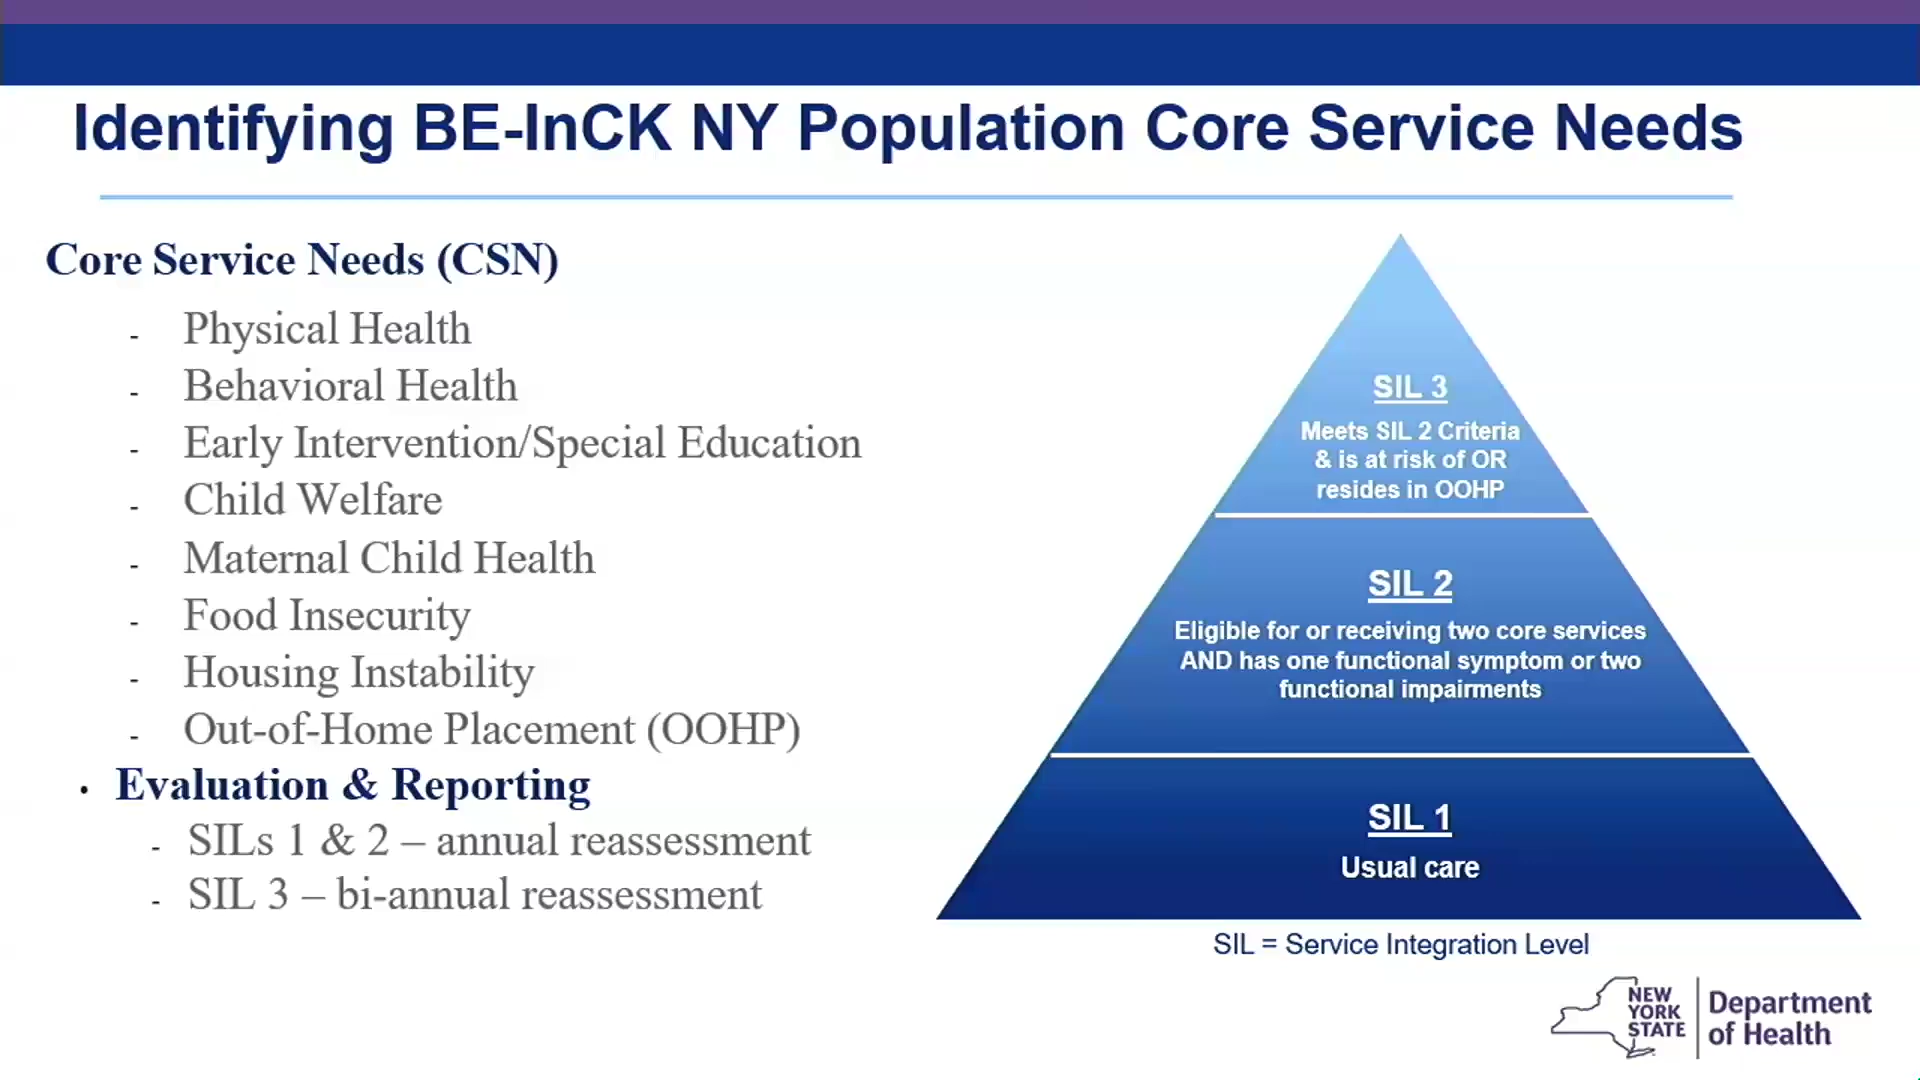 Identifying BE-InCK NY Population Core Service Needs
Core Service Needs (CSN)
- Physical Health
- Behavioral Health
- Early Intervention/Special Education
- Child Welfare
- Maternal Child Health
- Food Insecurity
- Housing Instability
- Out-of-Home Placement (OOHP)
• Evaluation & Reporting
- SILs 1 & 2 – annual reassessment
- SIL 3 – bi-annual reassessment
SIL 3
Meets SIL 2 Criteria
& is at risk of OR
resides in OOHP
SIL 2
Eligible for or receiving two core services
AND has one functional symptom or two
functional impairments
SIL 1
Usual care
SIL = Service Integration Level
NEW
YORK
STATE
Department
of Health